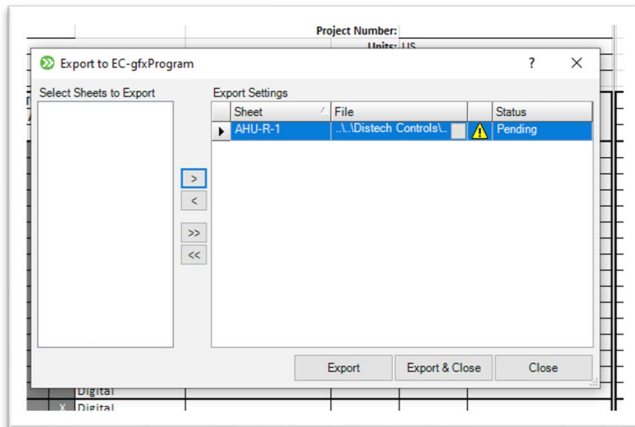 Project Number:
Units: US
Export to EC-gfxProgram
? X
Select Sheets to Export
Export Settings
Sheet File Status
AHU-R-1 ..\..\Distech Controls\.. Pending
>
<
>>
<<
Export Export & Close Close
Digital
X Digital